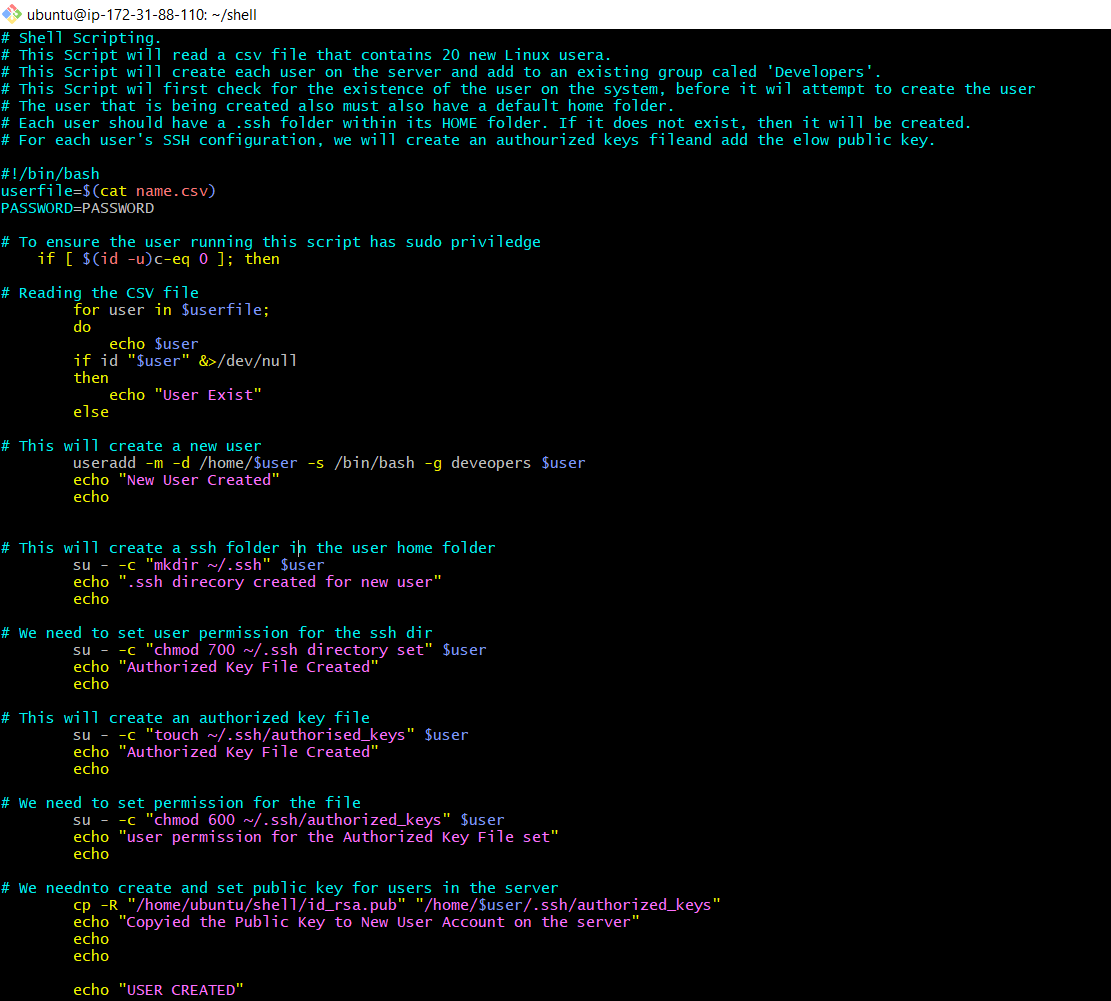 ubuntu@ip-172-31-88-110: ~/shell
# Shell Scripting.
# This Script will read a csv file that contains 20 new Linux usera.
# This Script will create each user on the server and add to an existing group caled 'Developers'.
# This Script wil first check for the existence of the user on the system, before it wil attempt to create the user
# The user that is being created also must also have a default home folder.
# Each user should have a .ssh folder within its HOME folder. If it does not exist, then it will be created.
# For each user's SSH configuration, we will create an authourized keys fileand add the elow public key.
#!/bin/bash
userfile=$(cat name.csv)
PASSWORD=PASSWORD
# To ensure the user running this script has sudo priviledge
if [ $(id -u)c-eq 0 ]; then
# Reading the CSV file
for user in $userfile;
do
echo $user
if id "$user" &>/dev/null
then
echo "User Exist"
else
# This will create a new user
useradd -m -d /home/$user -s /bin/bash -g deveopers $user
echo "New User Created"
echo
# This will create a ssh folder in the user home folder
su - -c "mkdir ~/.ssh" $user
echo ".ssh direcory created for new user"
echo
# We need to set user permission for the ssh dir
su - -c "chmod 700 ~/.ssh directory set" $user
echo "Authorized Key File Created"
echo
# This will create an authorized key file
su - -c "touch ~/.ssh/authorised_keys" $user
echo "Authorized Key File Created"
echo
# We need to set permission for the file
su - -c "chmod 600 ~/.ssh/authorized_keys" $user
echo "user permission for the Authorized Key File set"
echo
# We neednto create and set public key for users in the server
cp -R "/home/ubuntu/shell/id_rsa.pub" "/home/$user/.ssh/authorized_keys"
echo "Copyied the Public Key to New User Account on the server"
echo
echo
echo "USER CREATED"